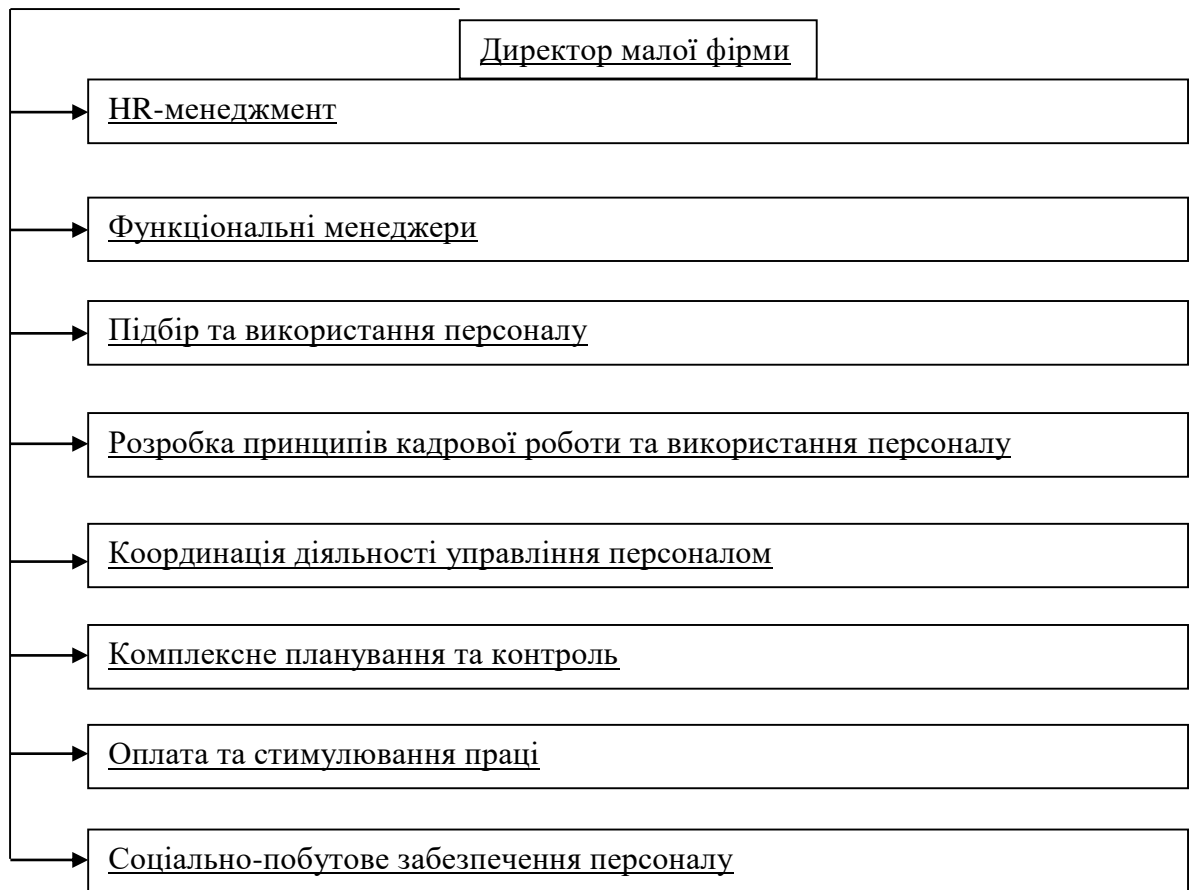 Директор малої фірми
HR-менеджмент
Функціональні менеджери
Підбір та використання персоналу
Розробка принципів кадрової роботи та використання персоналу
Координація діяльності управління персоналом
Комплексне планування та контроль
Оплата та стимулювання праці
Соціально-побутове забезпечення персоналу